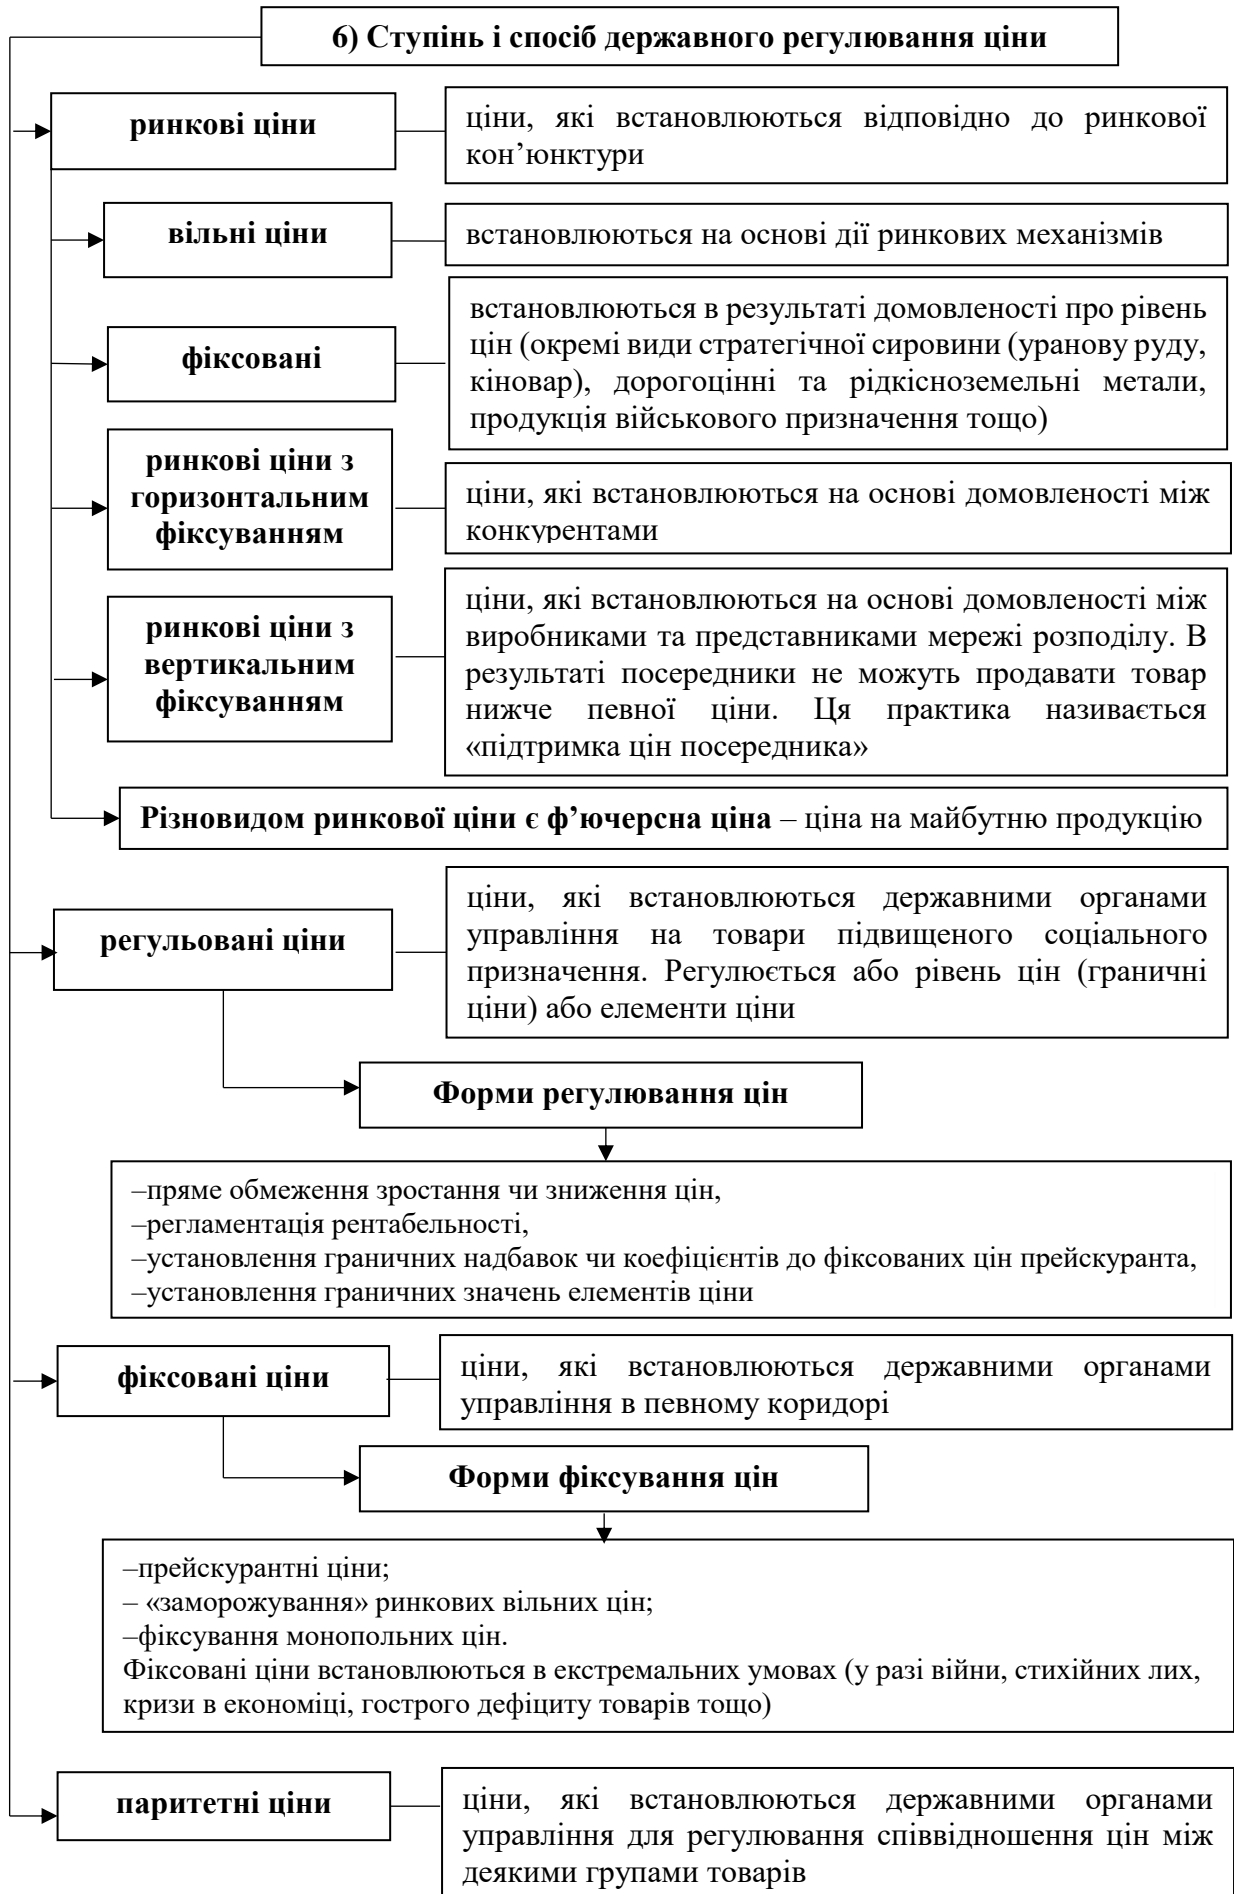 6) Ступінь і спосіб державного регулювання ціни
ринкові ціни
ціни, які встановлюються відповідно до ринкової
кон’юнктури
вільні ціни
встановлюються на основі дії ринкових механізмів
фіксовані
встановлюються в результаті домовленості про рівень
цін (окремі види стратегічної сировини (уранову руду,
кіновар), дорогоцінні та рідкісноземельні метали,
продукція військового призначення тощо)
ринкові ціни з
горизонтальним
фіксуванням
ціни, які встановлюються на основі домовленості між
конкурентами
ринкові ціни з
вертикальним
фіксуванням
ціни, які встановлюються на основі домовленості між
виробниками та представниками мережі розподілу. В
результаті посередники не можуть продавати товар
нижче певної ціни. Ця практика називається
«підтримка цін посередника»
Різновидом ринкової ціни є ф’ючерсна ціна – ціна на майбутню продукцію
регульовані ціни
ціни, які встановлюються державними органами
управління на товари підвищеного соціального
призначення. Регулюється або рівень цін (граничні
ціни) або елементи ціни
Форми регулювання цін
–пряме обмеження зростання чи зниження цін,
–регламентація рентабельності,
–установлення граничних надбавок чи коефіцієнтів до фіксованих цін прейскуранта,
–установлення граничних значень елементів ціни
фіксовані ціни
ціни, які встановлюються державними органами
управління в певному коридорі
Форми фіксування цін
–прейскурантні ціни;
– «заморожування» ринкових вільних цін;
–фіксування монопольних цін.
Фіксовані ціни встановлюються в екстремальних умовах (у разі війни, стихійних лих,
кризи в економіці, гострого дефіциту товарів тощо)
паритетні ціни
ціни, які встановлюються державними органами
управління для регулювання співвідношення цін між
деякими групами товарів